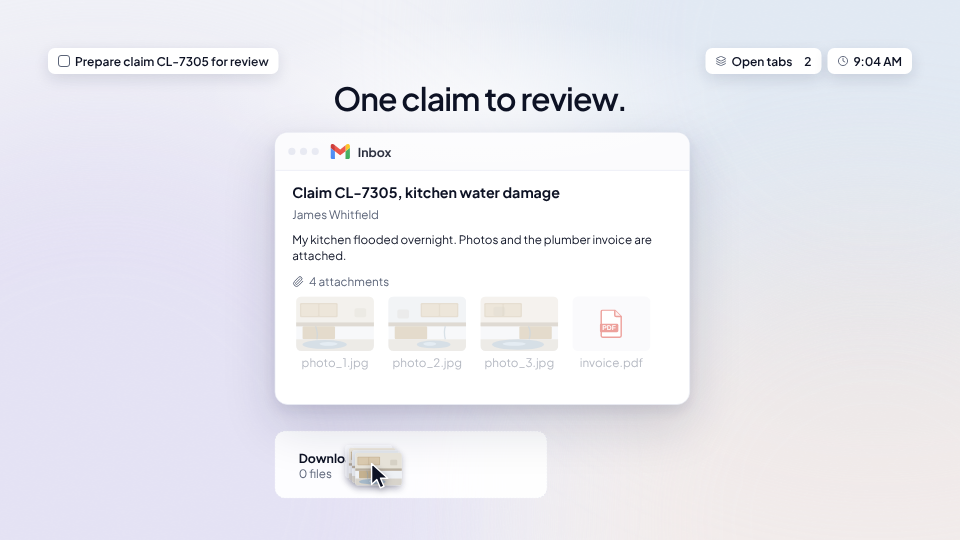 Prepare claim CL-7305 for review
Open tabs 2
9:04 AM
One claim to review.
Inbox
Claim CL-7305, kitchen water damage
James Whitfield
My kitchen flooded overnight. Photos and the plumber invoice are
attached.
4 attachments
PDF
photo_1.jpg
photo_2.jpg
photo_3.jpg
invoice.pdf
Downlo
0 files